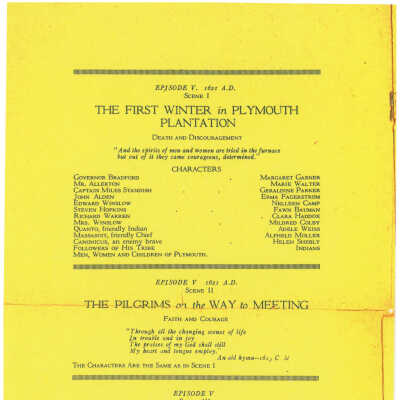 EPISODE V. 1621 A.D.
SCENE I
THE FIRST WINTER in PLYMOUTH
PLANTATION
DEATH AND DISCOURAGEMENT
"And the spirits of men and women are tried in the furnace
but out of it they came courageous, determined."
CHARACTERS
GOVERNOR BRADFORD MARGARET GARNER
MR. ALLERTON MARIE WALTER
CAPTAIN MILES STANDISH GERALDINE PARKER
JOHN ALDEN EDMA FAGERSTROM
EDWARD WINSLOW NELLEEN CAMP
STEVEN HOPKINS FAWN BAUMAN
RICHARD WARREN CLARA HADDOX
MRS. WINSLOW MILDRED COLBY
QUANTO, friendly Indian ADELE WEISS
MASSASOIT, friendly Chief ALFHILD MOLLER
CANONICUS, an enemy brave HELEN SHEELY
FOLLOWERS OF HIS TRIBE INDIANS
MEN, WOMEN AND CHILDREN OF PLYMOUTH.
EPISODE V 1621 A.D.
SCENE II
THE PILGRIMS on the WAY to MEETING
FAITH AND COURAGE
"Through all the changing scenes of life
In trouble and in joy
The praises of my God shall still
My heart and tongue employ."
An old hymn—
THE CHARACTERS ARE THE SAME AS IN SCENE I
EPISODE V